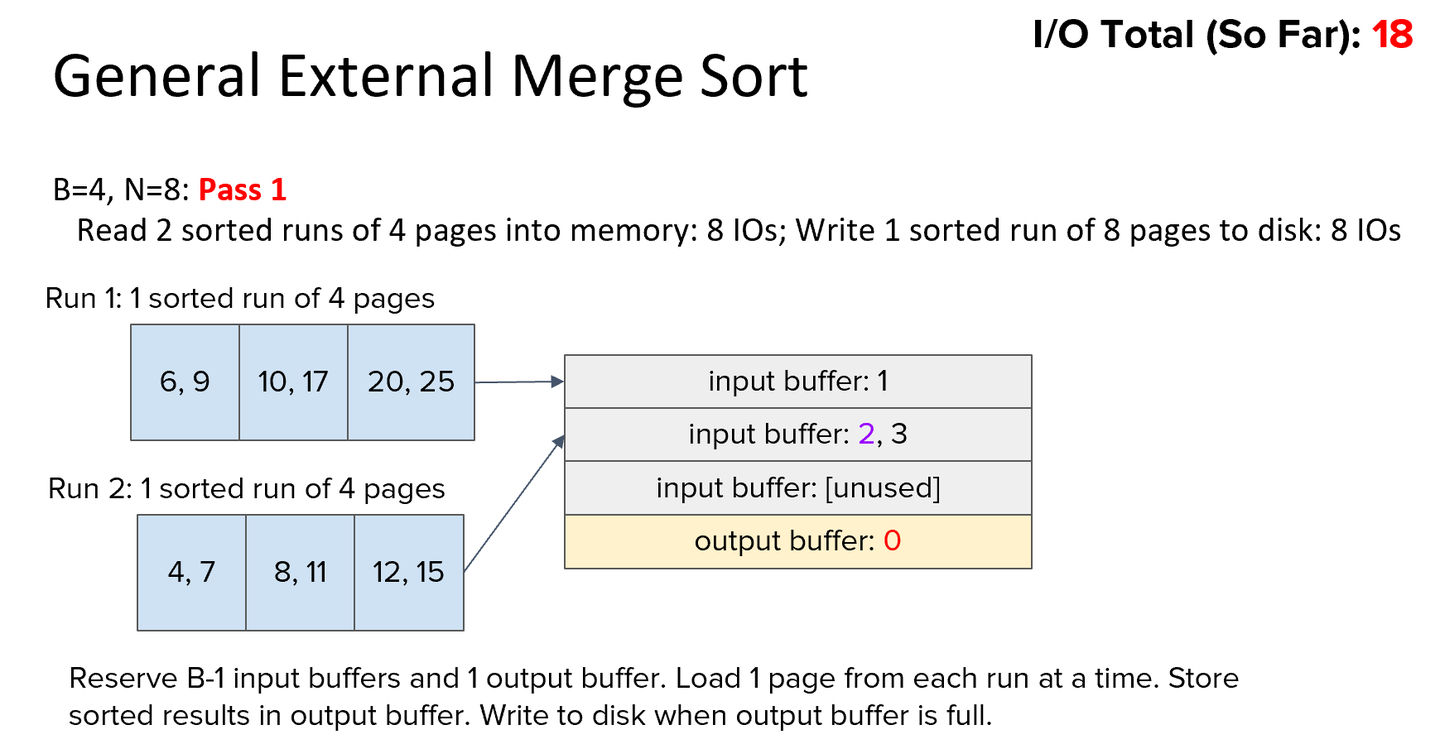 I/O Total (So Far): 18
General External Merge Sort
B=4, N=8: Pass 1
Read 2 sorted runs of 4 pages into memory: 8 IOs; Write 1 sorted run of 8 pages to disk: 8 IOs
Run 1: 1 sorted run of 4 pages
6, 9
10, 17
20, 25
input buffer: 1
input buffer: 2, 3
input buffer: [unused]
output buffer: 0
Run 2: 1 sorted run of 4 pages
4, 7
8, 11
12, 15
Reserve B-1 input buffers and 1 output buffer. Load 1 page from each run at a time. Store
sorted results in output buffer. Write to disk when output buffer is full.